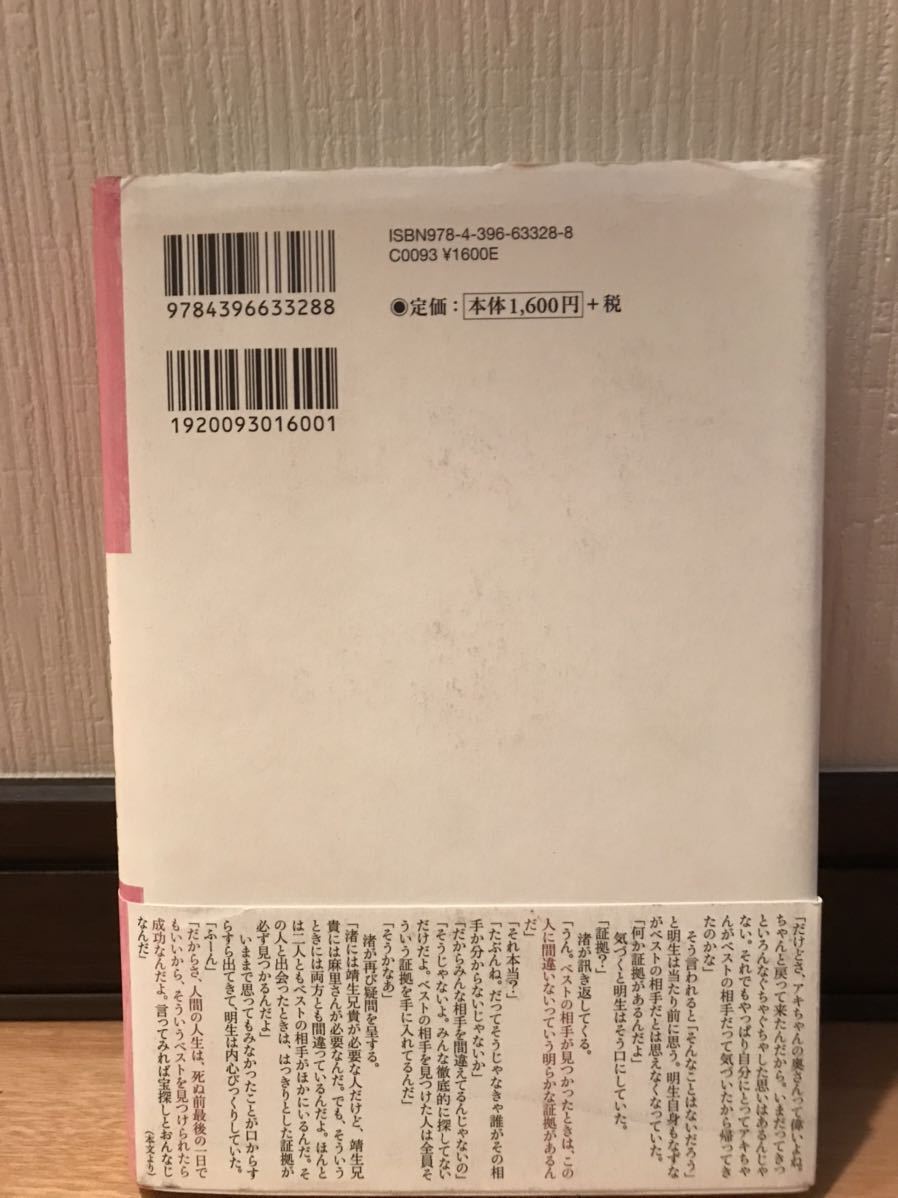 ISBN978-4-396-63328-8
C0093 ¥1600E
9784396633288
◉定価：本体1,600円＋税
1920093016001
「だけどさ、アキちゃんの奥さんって偉いよね。
ちゃんと戻って来たんだから。いまだってきっ
といろんなぐちゃぐちゃした思いはあるんじゃ
ない。それでもやっぱり自分にとってアキちゃ
んがベストの相手だって気づいたから帰ってき
たのかな」
そう言われると「そんなことはないだろう」
と明生は当たり前に思う。明生自身もなずな
がベストの相手だとは思えなくなっていた。
「何か証拠があるんだよ」
気づくと明生はそう口にしていた。
「証拠？」
渚が訊き返してくる。
「うん。ベストの相手が見つかったときは、この
人に間違いないっていう明らかな証拠があるん
だ」
「それ本当？」
「たぶんね。だってそうじゃなきゃ誰がその相
手か分からないじゃないか」
「だからみんな相手を間違えてるんじゃないの」
「そうじゃないよ。みんな徹底的に探してない
だけだよ。ベストの相手を見つけた人は全員そ
ういう証拠を手に入れてるんだ」
「そうかなあ」
渚が再び疑問を呈する。
「渚には靖生兄貴が必要な人だけど、靖生兄
貴には麻里さんが必要なんだ。でも、そういう
ときには両方とも間違っているんだよ。ほんと
は二人ともベストの相手がほかにいるんだ。そ
の人と出会ったときは、はっきりとした証拠が
必ず見つかるんだよ」
いままで思ってもみなかったことが口からす
らすら出てきて、明生は内心びっくりしていた。
「ふーん」
「だからさ、人間の人生は、死ぬ前最後の一日で
もいいから、そういうベストを見つけられたら
成功なんだよ。言ってみれば宝探しとおんなじ
なんだ」
（本文より）